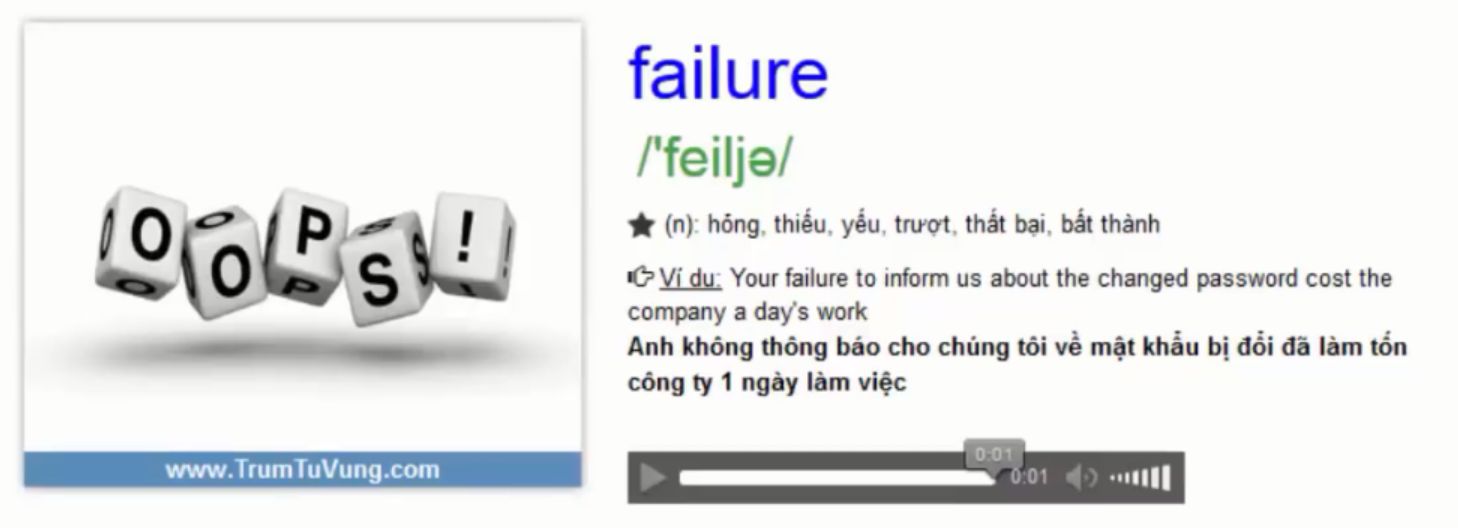 OOPS!
www.TrumTuVung.com
failure
/'feiljə/
★ (n): hỏng, thiếu, yếu, trượt, thất bại, bất thành
Ví dụ: Your failure to inform us about the changed password cost the
company a day's work
Anh không thông báo cho chúng tôi về mật khẩu bị đổi đã làm tốn
công ty 1 ngày làm việc
0:01
0:01